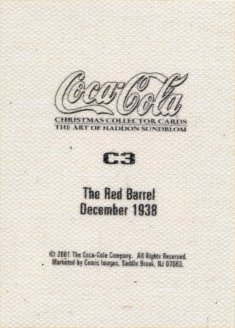 Coca-Cola
CHRISTMAS COLLECTOR CARDS
THE ART OF HADDON SUNDBLOM
C3
The Red Barrel
December 1938
© 2001 The Coca-Cola Company. All Rights Reserved.
Marketed by Comic Images, Saddle Brook, NJ 07663.